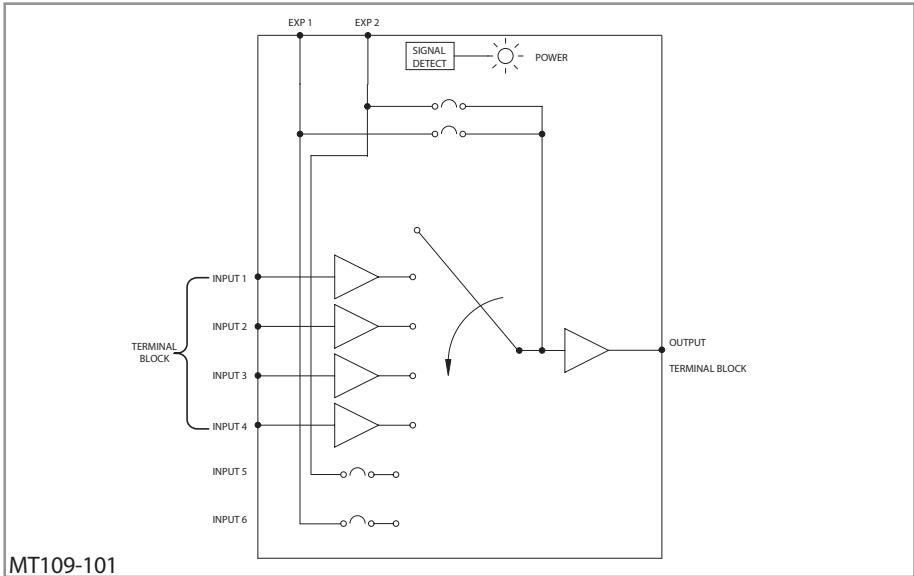 EXP 1
EXP 2
SIGNAL
DETECT
POWER
INPUT 1
INPUT 2
INPUT 3
INPUT 4
INPUT 5
INPUT 6
TERMINAL
BLOCK
OUTPUT
TERMINAL BLOCK
MT109-101